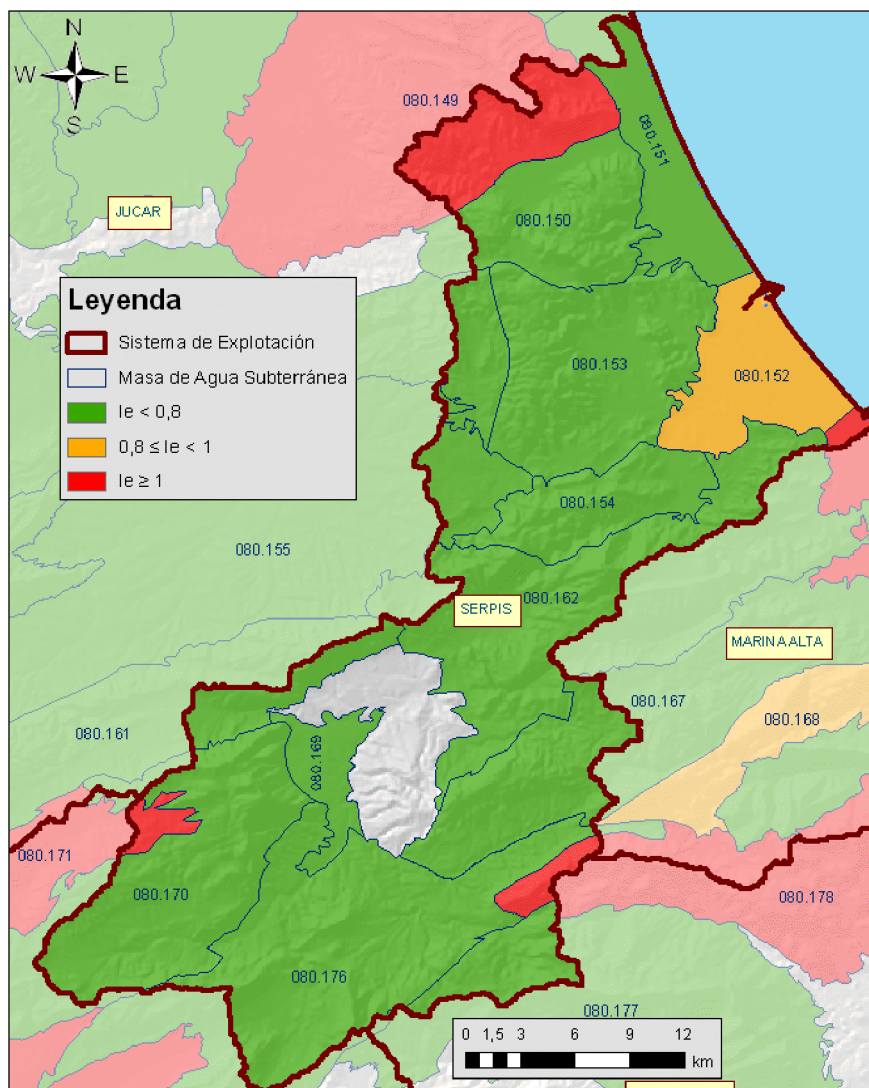 N
W E
S
080.149
080.151
JUCAR
080.150
Leyenda
Sistema de Explotación
Masa de Agua Subterránea
Ie < 0,8
0,8 ≤ Ie < 1
Ie ≥ 1
080.153
080.152
080.154
080.155
080.162
SERPIS
MARINA ALTA
080.167
080.168
080.161
080.169
080.171
080.170
080.178
080.176
080.177
0 1,5 3 6 9 12
km